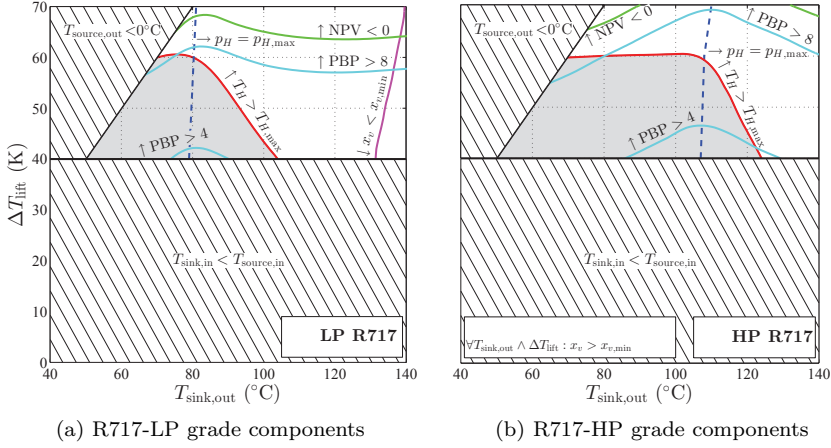 70
60
50
40
30
20
10
0
ΔT_lift (K)
T_source,out <0°C
↑ NPV < 0
→ p_H = p_H,max
↑ PBP > 8
↑ T_H > T_H,max
↓ x_v < x_v,min
↑ PBP > 4
T_sink,in < T_source,in
LP R717
40 60 80 100 120 140
T_sink,out (°C)
(a) R717-LP grade components
T_source,out <0°C
↑ NPV < 0
↑ PBP > 8
→ p_H = p_H,max
↑ T_H > T_H,max
↑ PBP > 4
T_sink,in < T_source,in
∀T_sink,out ∧ ΔT_lift : x_v > x_v,min
HP R717
40 60 80 100 120 140
T_sink,out (°C)
(b) R717-HP grade components